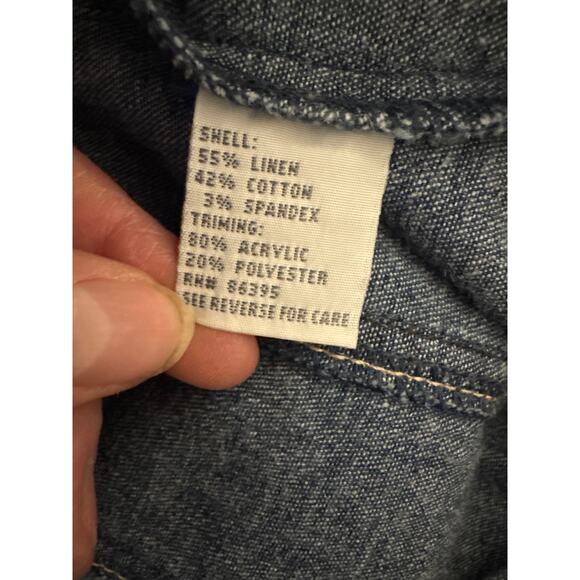 SHELL:
55% LINEN
42% COTTON
3% SPANDEX
TRIMING:
80% ACRYLIC
20% POLYESTER
RN# 86395
SEE REVERSE FOR CARE